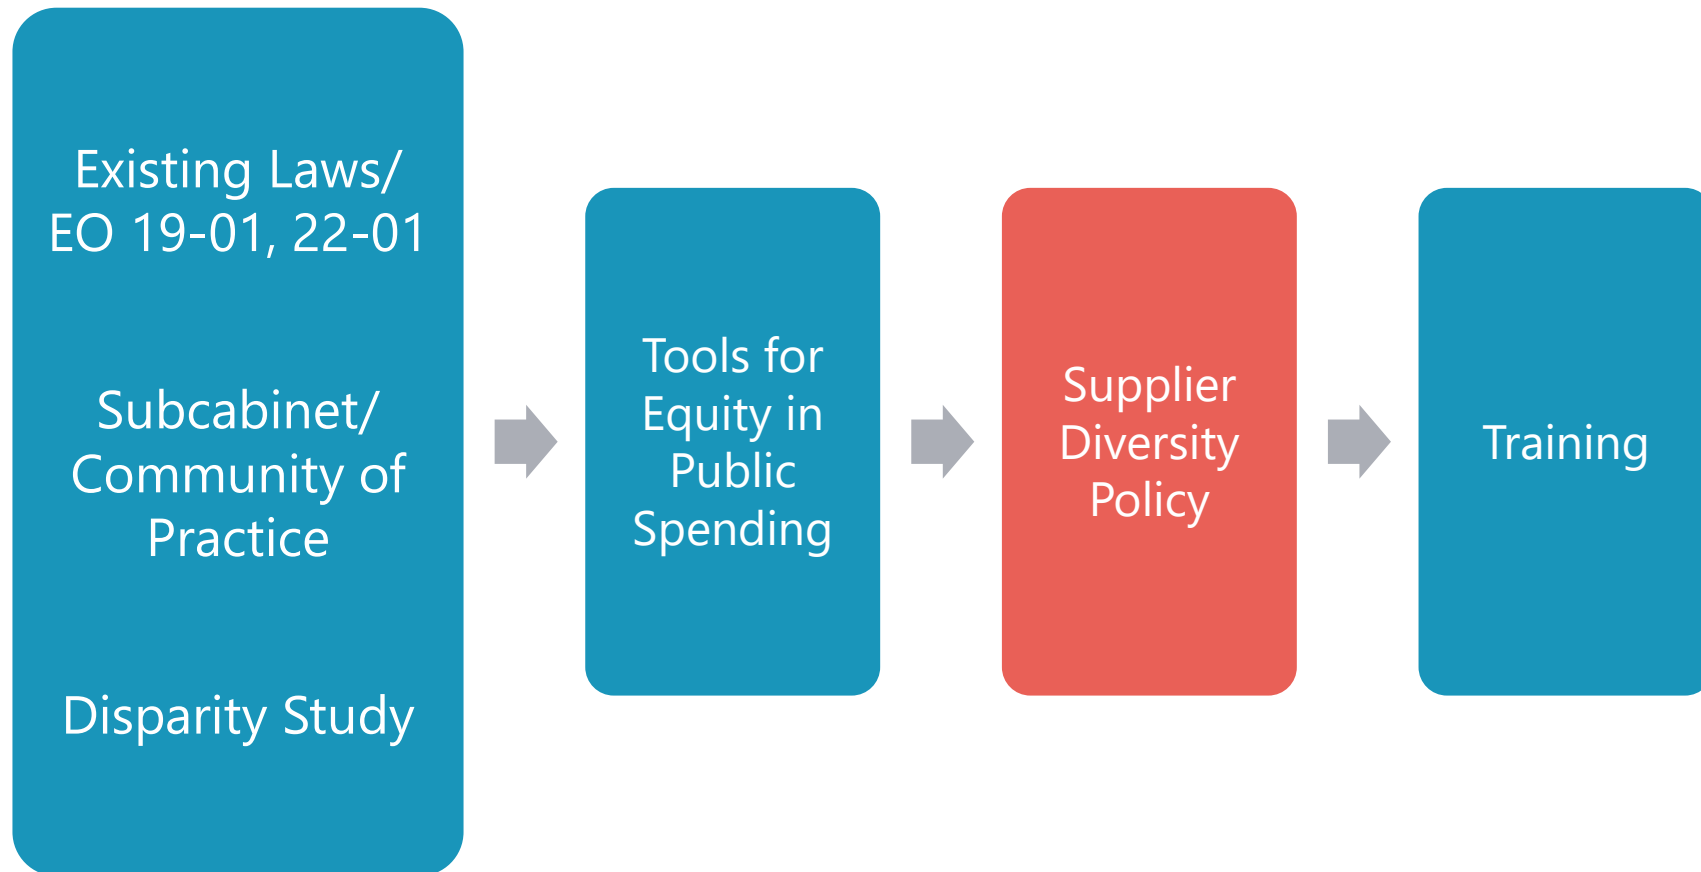 Existing Laws/
EO 19-01, 22-01
Subcabinet/
Community of
Practice
Disparity Study
Tools for
Equity in
Public
Spending
Supplier
Diversity
Policy
Training